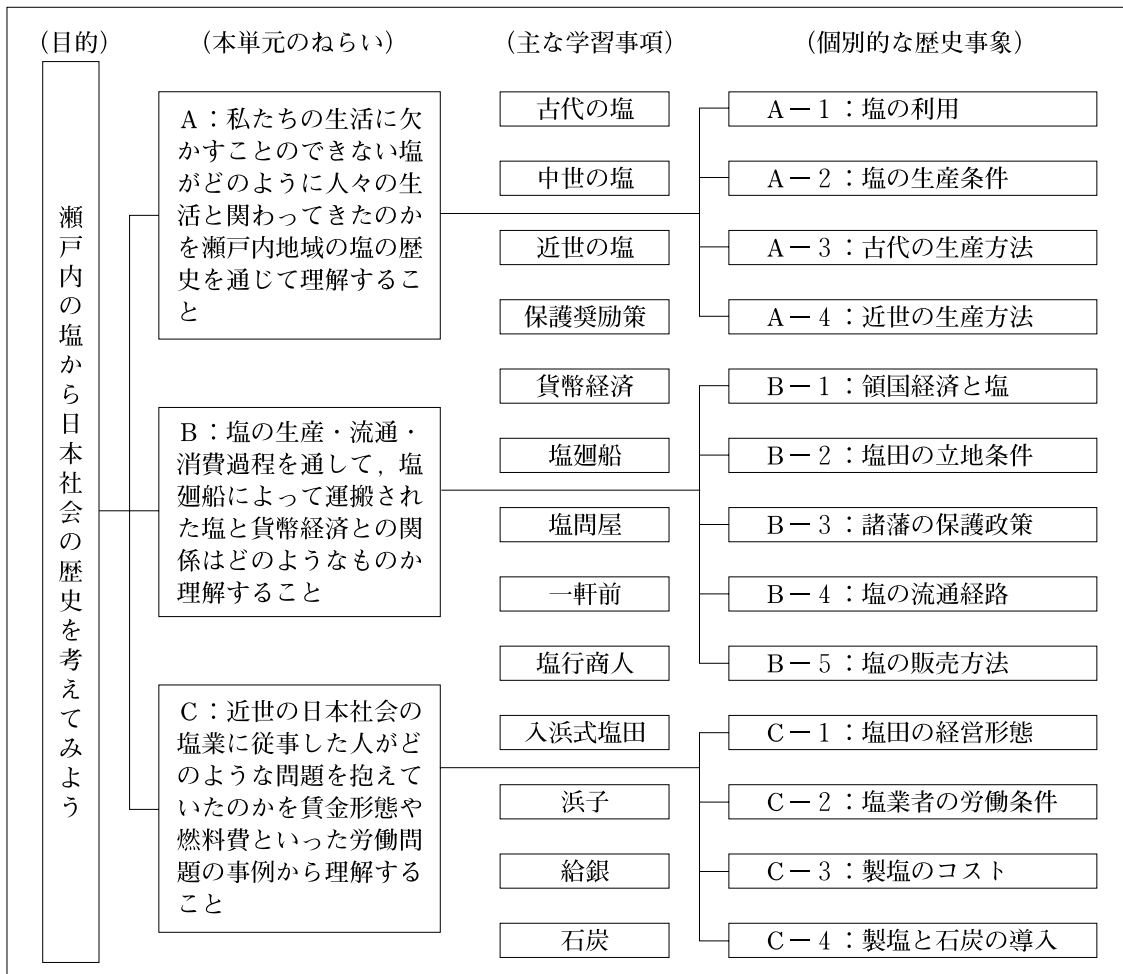 （目的）
（本単元のねらい）
（主な学習事項）
（個別的な歴史事象）
瀬戸内の塩から日本社会の歴史を考えてみよう
A：私たちの生活に欠
かすことのできない塩
がどのように人々の生
活と関わってきたのか
を瀬戸内地域の塩の歴
史を通じて理解するこ
と
B：塩の生産・流通・
消費過程を通して，塩
廻船によって運搬され
た塩と貨幣経済との関
係はどのようなものか
理解すること
C：近世の日本社会の
塩業に従事した人がど
のような問題を抱えて
いたのかを賃金形態や
燃料費といった労働問
題の事例から理解する
こと
古代の塩
中世の塩
近世の塩
保護奨励策
貨幣経済
塩廻船
塩問屋
一軒前
塩行商人
入浜式塩田
浜子
給銀
石炭
A－1：塩の利用
A－2：塩の生産条件
A－3：古代の生産方法
A－4：近世の生産方法
B－1：領国経済と塩
B－2：塩田の立地条件
B－3：諸藩の保護政策
B－4：塩の流通経路
B－5：塩の販売方法
C－1：塩田の経営形態
C－2：塩業者の労働条件
C－3：製塩のコスト
C－4：製塩と石炭の導入